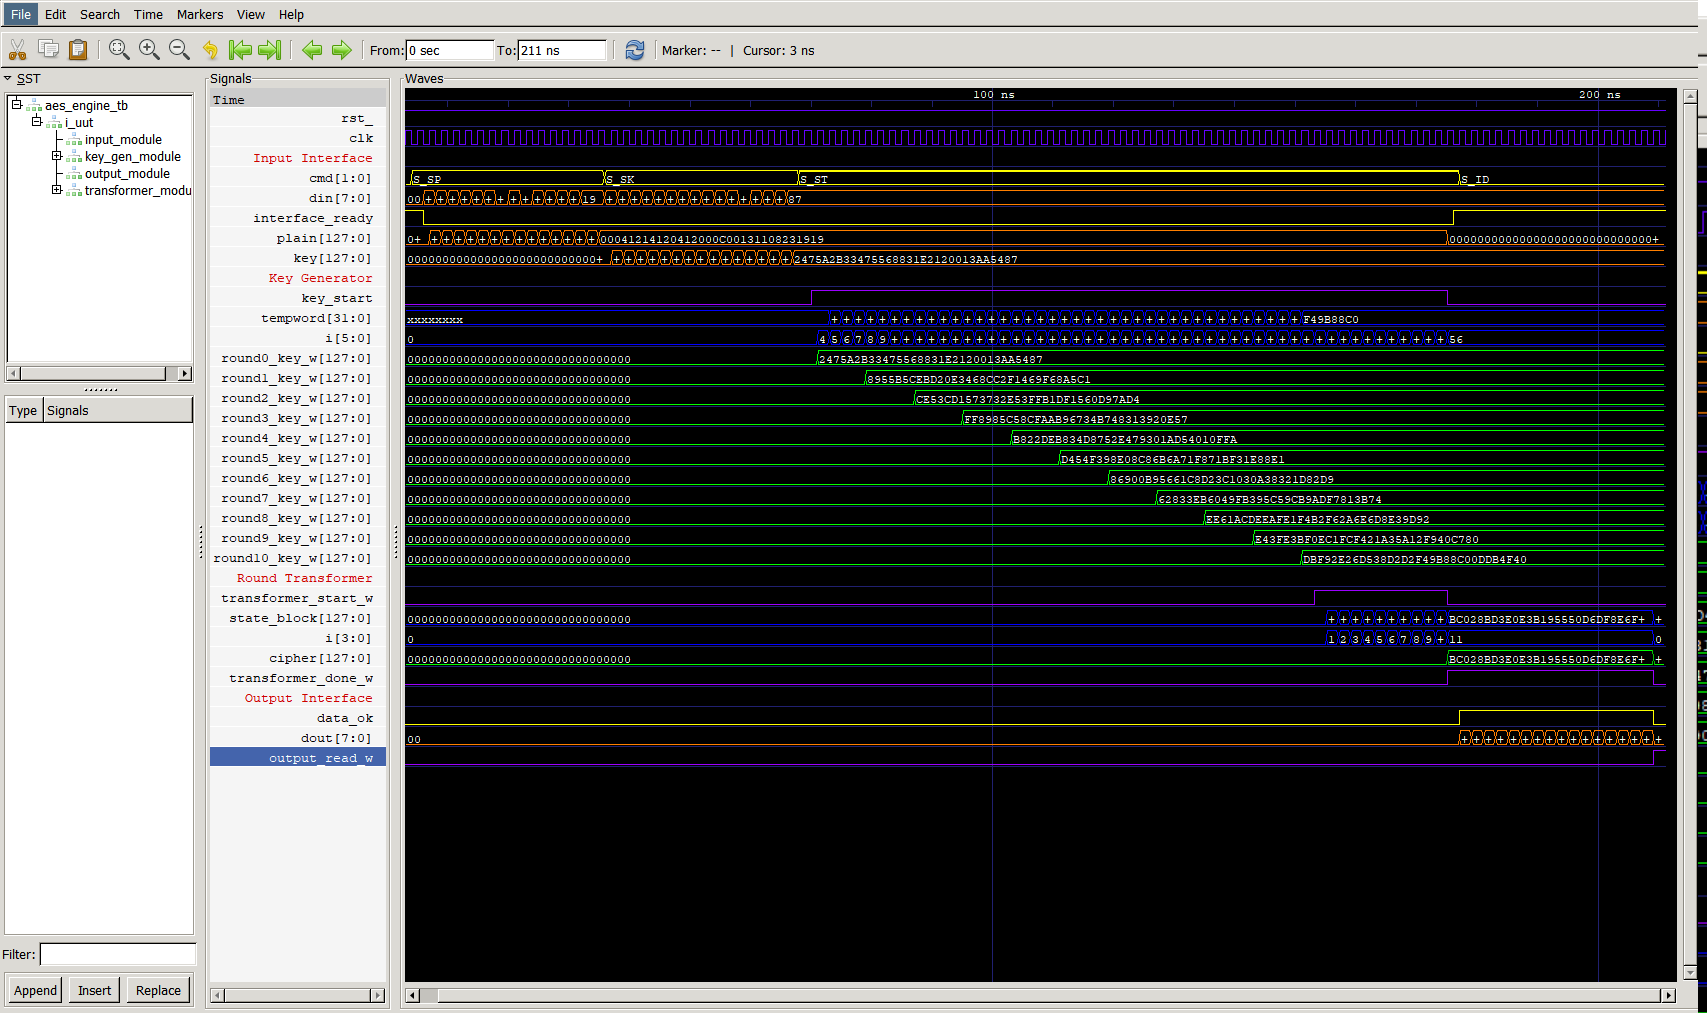 File Edit Search Time Markers View Help
From: 0 sec To: 211 ns Marker: -- | Cursor: 3 ns
SST
aes_engine_tb
i_uut
input_module
key_gen_module
output_module
transformer_modu
Type Signals
Filter:
Append Insert Replace
Signals
Time
rst_
clk
Input Interface
cmd[1:0]
din[7:0]
interface_ready
plain[127:0]
key[127:0]
Key Generator
key_start
tempword[31:0]
i[5:0]
round0_key_w[127:0]
round1_key_w[127:0]
round2_key_w[127:0]
round3_key_w[127:0]
round4_key_w[127:0]
round5_key_w[127:0]
round6_key_w[127:0]
round7_key_w[127:0]
round8_key_w[127:0]
round9_key_w[127:0]
round10_key_w[127:0]
Round Transformer
transformer_start_w
state_block[127:0]
i[3:0]
cipher[127:0]
transformer_done_w
Output Interface
data_ok
dout[7:0]
output_read_w
Waves
100 ns 200 ns
S_SP S_SK S_ST S_ID
00 + + + + + + + + + + + + + 19 + + + + + + + + + + + + + + + 87
0+ + + + + + + + + + + + + + + 000412141204120000C00131108231919 00000000000000000000000000000+
00000000000000000000000000000+ + + + + + + + + + + + + + + + 2475A2B33475568831E2120013AA5487
xxxxxxxx + + + + + + + + + + + + + + + + + + + + + + + + + + + + + + + + + + + + + + + + F49B88C0
0 4 5 6 7 8 9 + + + + + + + + + + + + + + + + + + + + + + + + + + + + + + + + + + + + + + + + + + + + + + 56
00000000000000000000000000000000 2475A2B33475568831E2120013AA5487
00000000000000000000000000000000 8955B5CEBD20E3468CC2F1469F68A5C1
00000000000000000000000000000000 CE53CD1573732E53FFB1DF1560D97AD4
00000000000000000000000000000000 FF8985C58CFAAB96734B748313920E57
00000000000000000000000000000000 B822DEB834D8752E479301AD54010FFA
00000000000000000000000000000000 D454F398E08C86B6A71F871BF31E88E1
00000000000000000000000000000000 86900B95661C8D23C1030A38321D82D9
00000000000000000000000000000000 62833EB6049FB395C59CB9ADF7813B74
00000000000000000000000000000000 EE61ACDEEAFE1F4B2F62A6E6D8E39D92
00000000000000000000000000000000 E43FE3BF0EC1FCF421A35A12F940C780
00000000000000000000000000000000 DBF92E26D538D2D2F49B88C00DDB4F40
00000000000000000000000000000000 + + + + + + + + + + BC028BD3E0E3B195550D6DF8E6F+ +
0 1 2 3 4 5 6 7 8 9 + 11 0
00000000000000000000000000000000 BC028BD3E0E3B195550D6DF8E6F+ +
00 + + + + + + + + + + + + + + + + +